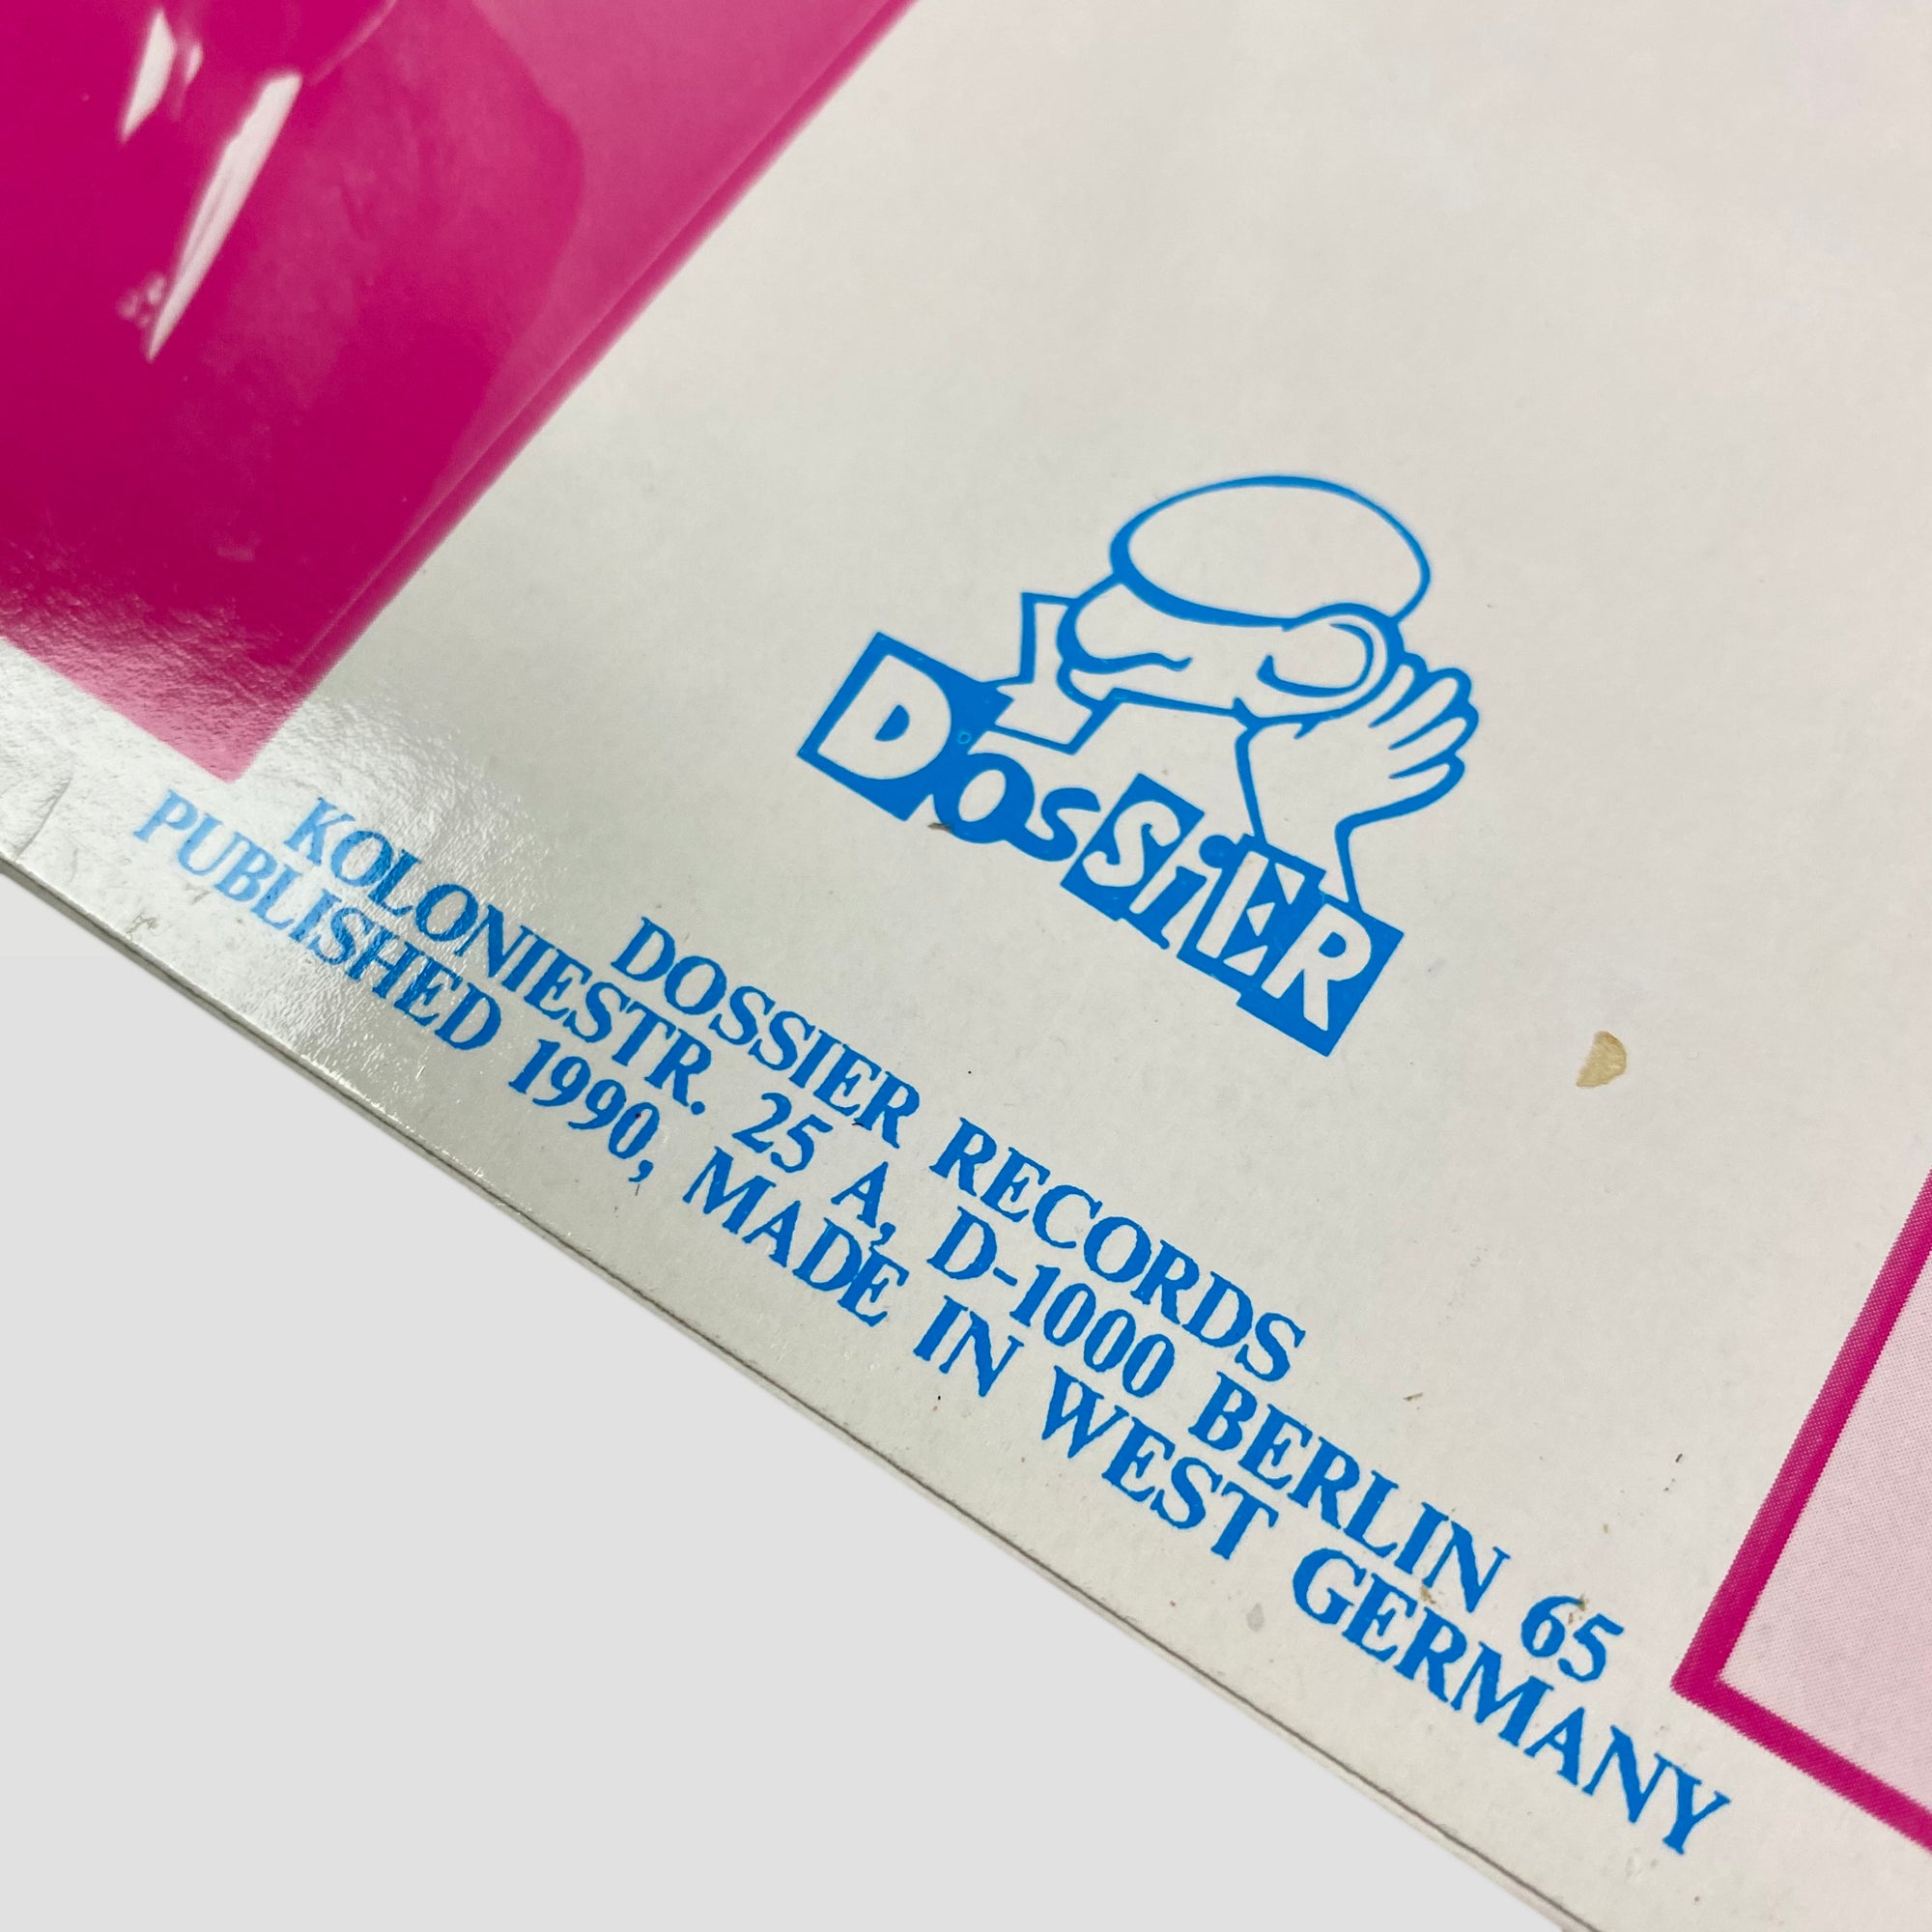 DOSSiER
DOSSIER RECORDS
KOLONIESTR. 25 A, D-1000 BERLIN 65
PUBLISHED 1990, MADE IN WEST GERMANY